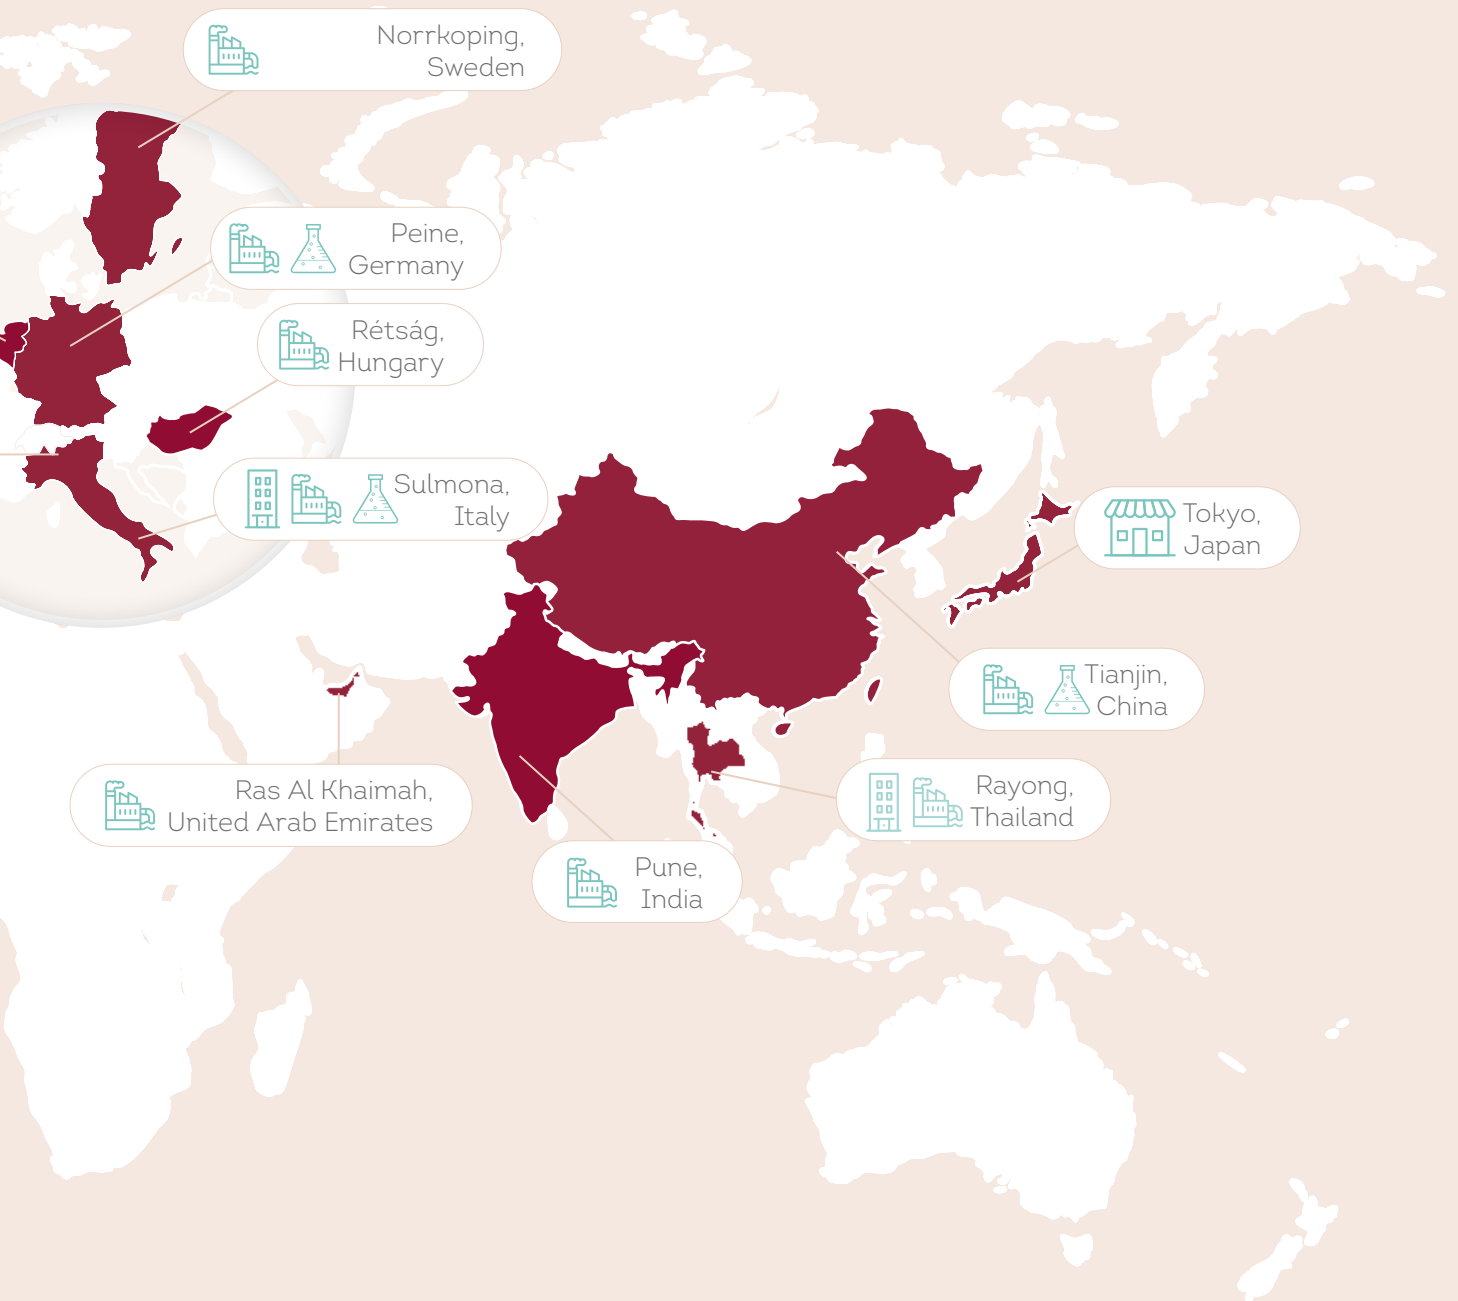 Norrkoping,
Sweden
Peine,
Germany
Rétság,
Hungary
Sulmona,
Italy
Tokyo,
Japan
Tianjin,
China
Ras Al Khaimah,
United Arab Emirates
Rayong,
Thailand
Pune,
India